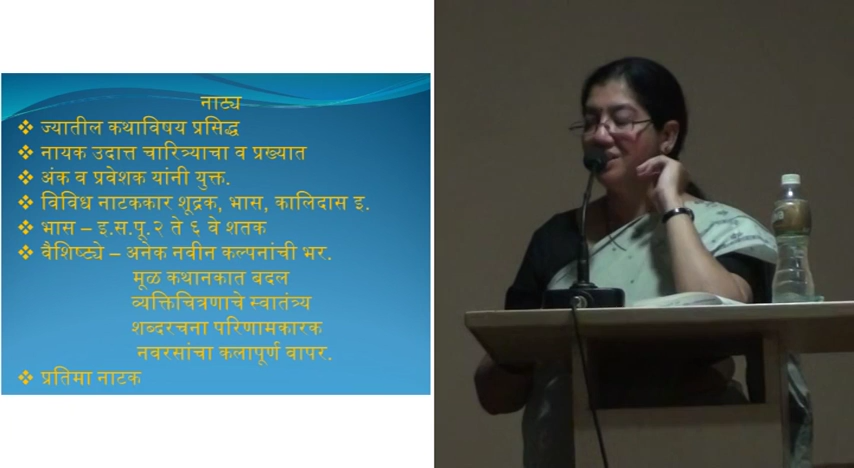 नाट्य
❖ ज्यातील कथाविषय प्रसिद्ध
❖ नायक उदात्त चारित्र्याचा व प्रख्यात
❖ अंक व प्रवेशक यांनी युक्त.
❖ विविध नाटककार शूद्रक, भास, कालिदास इ.
❖ भास – इ.स.पू.२ ते ६ वे शतक
❖ वैशिष्ट्ये – अनेक नवीन कल्पनांची भर.
मूळ कथानकात बदल
व्यक्तिचित्रणाचे स्वातंत्र्य
शब्दरचना परिणामकारक
नवरसांचा कलापूर्ण वापर.
❖ प्रतिमा नाटक